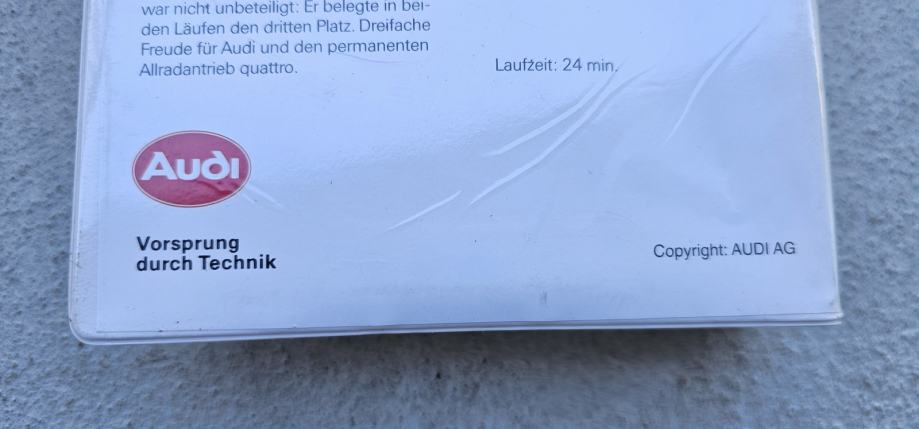 war nicht unbeteiligt: Er belegte in bei-
den Läufen den dritten Platz. Dreifache
Freude für Audi und den permanenten
Allradantrieb quattro.
Laufzeit: 24 min.
Audi
Vorsprung
durch Technik
Copyright: AUDI AG